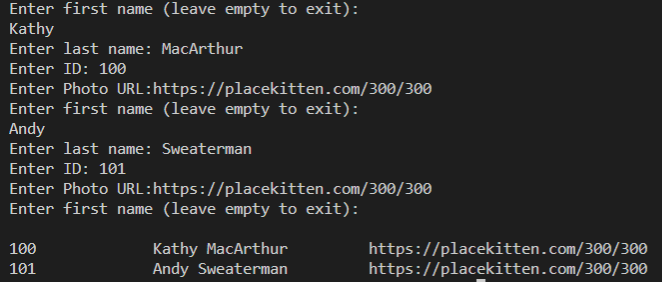 Enter first name (leave empty to exit):
Kathy
Enter last name: MacArthur
Enter ID: 100
Enter Photo URL:https://placekitten.com/300/300
Enter first name (leave empty to exit):
Andy
Enter last name: Sweaterman
Enter ID: 101
Enter Photo URL:https://placekitten.com/300/300
Enter first name (leave empty to exit):
100 Kathy MacArthur https://placekitten.com/300/300
101 Andy Sweaterman https://placekitten.com/300/300